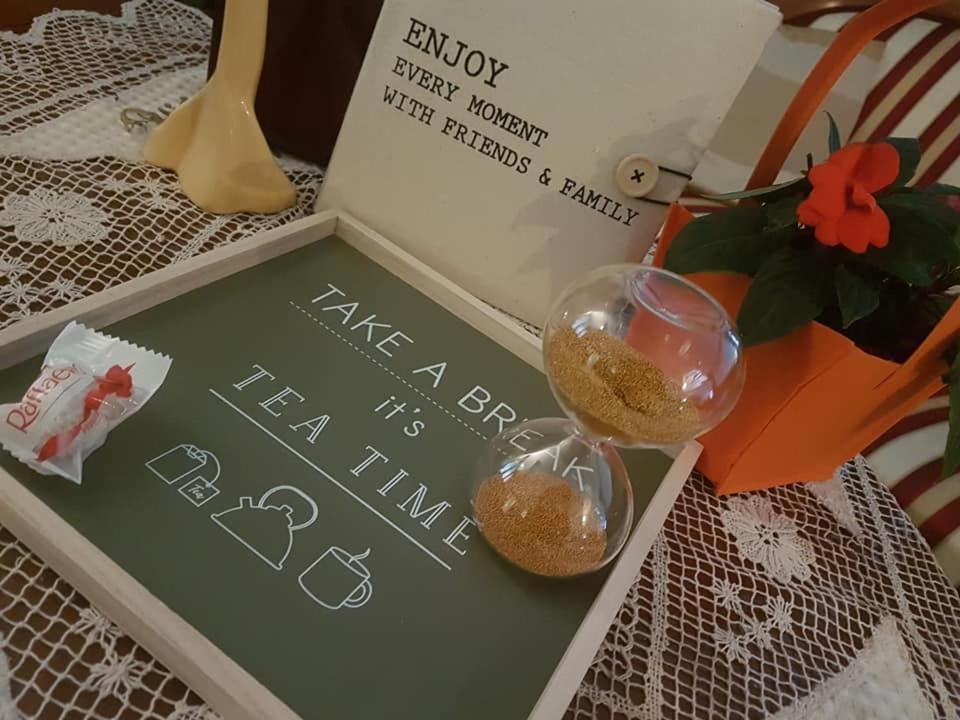 ENJOY
EVERY MOMENT
WITH FRIENDS & FAMILY
TAKE A BREAK
it's
TEA TIME
Raffaello